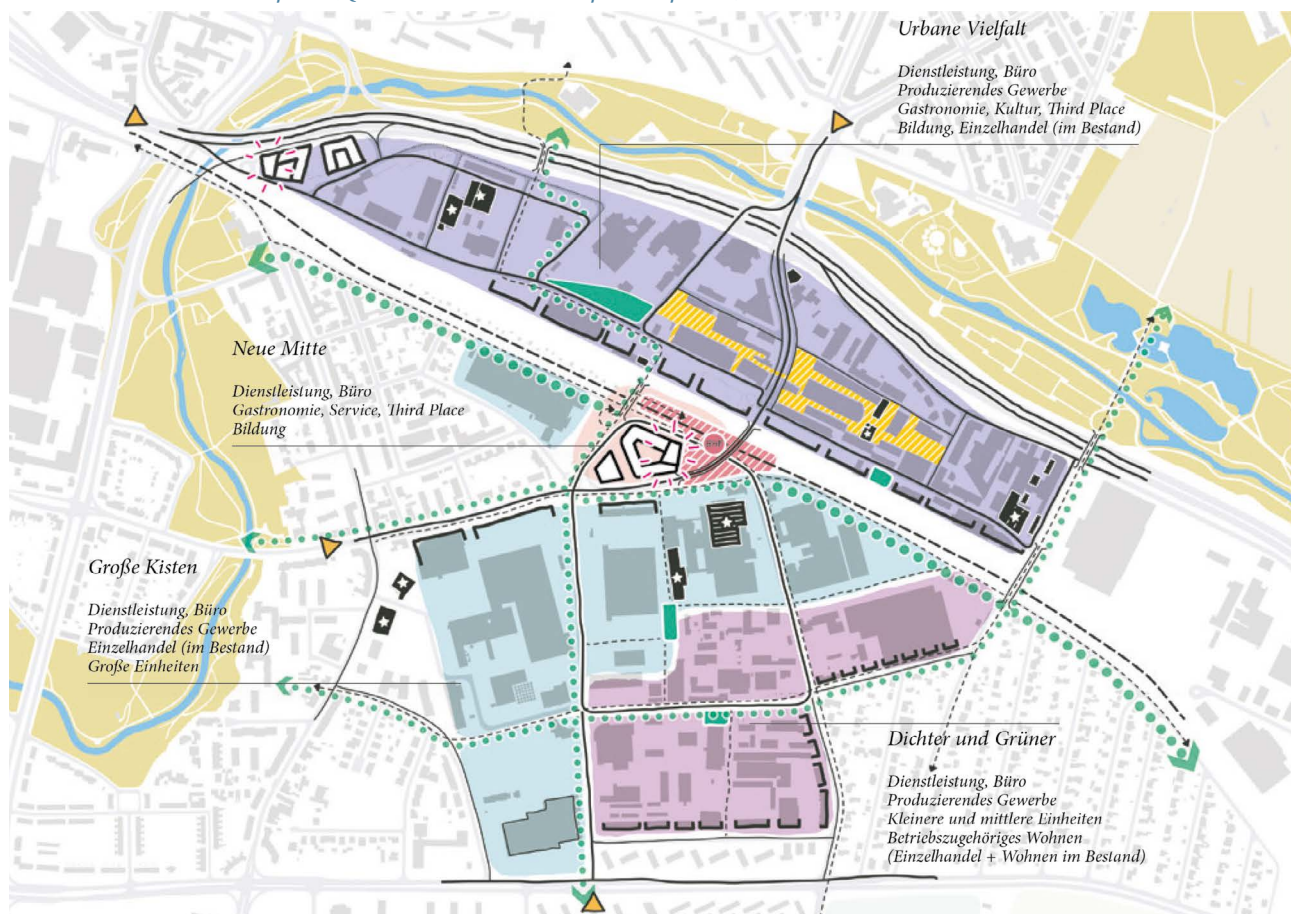 Urbane Vielfalt
Dienstleistung, Büro
Produzierendes Gewerbe
Gastronomie, Kultur, Third Place
Bildung, Einzelhandel (im Bestand)
Neue Mitte
Dienstleistung, Büro
Gastronomie, Service, Third Place
Bildung
Große Kisten
Dienstleistung, Büro
Produzierendes Gewerbe
Einzelhandel (im Bestand)
Große Einheiten
Dichter und Grüner
Dienstleistung, Büro
Produzierendes Gewerbe
Kleinere und mittlere Einheiten
Betriebszugehöriges Wohnen
(Einzelhandel + Wohnen im Bestand)